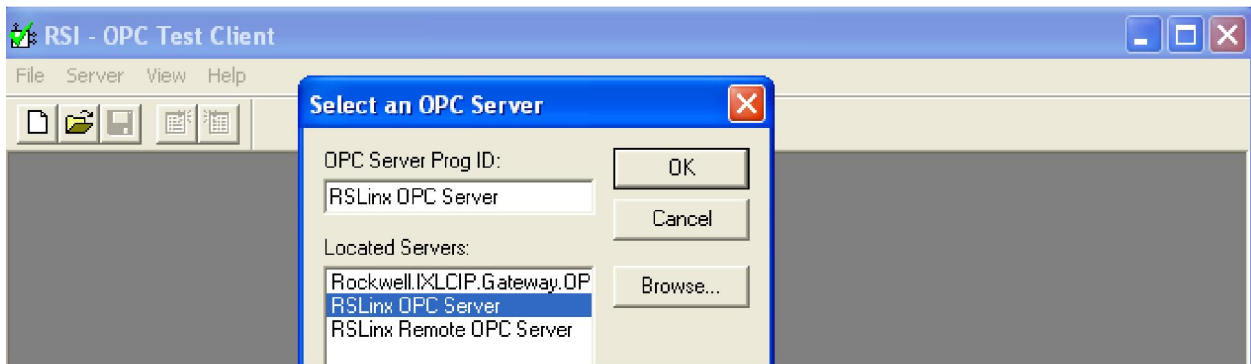 RSI - OPC Test Client
File Server View Help
Select an OPC Server
OPC Server Prog ID:
RSLinx OPC Server
OK
Cancel
Located Servers:
Rockwell.IXLCIP.Gateway.OP
RSLinx OPC Server
RSLinx Remote OPC Server
Browse...